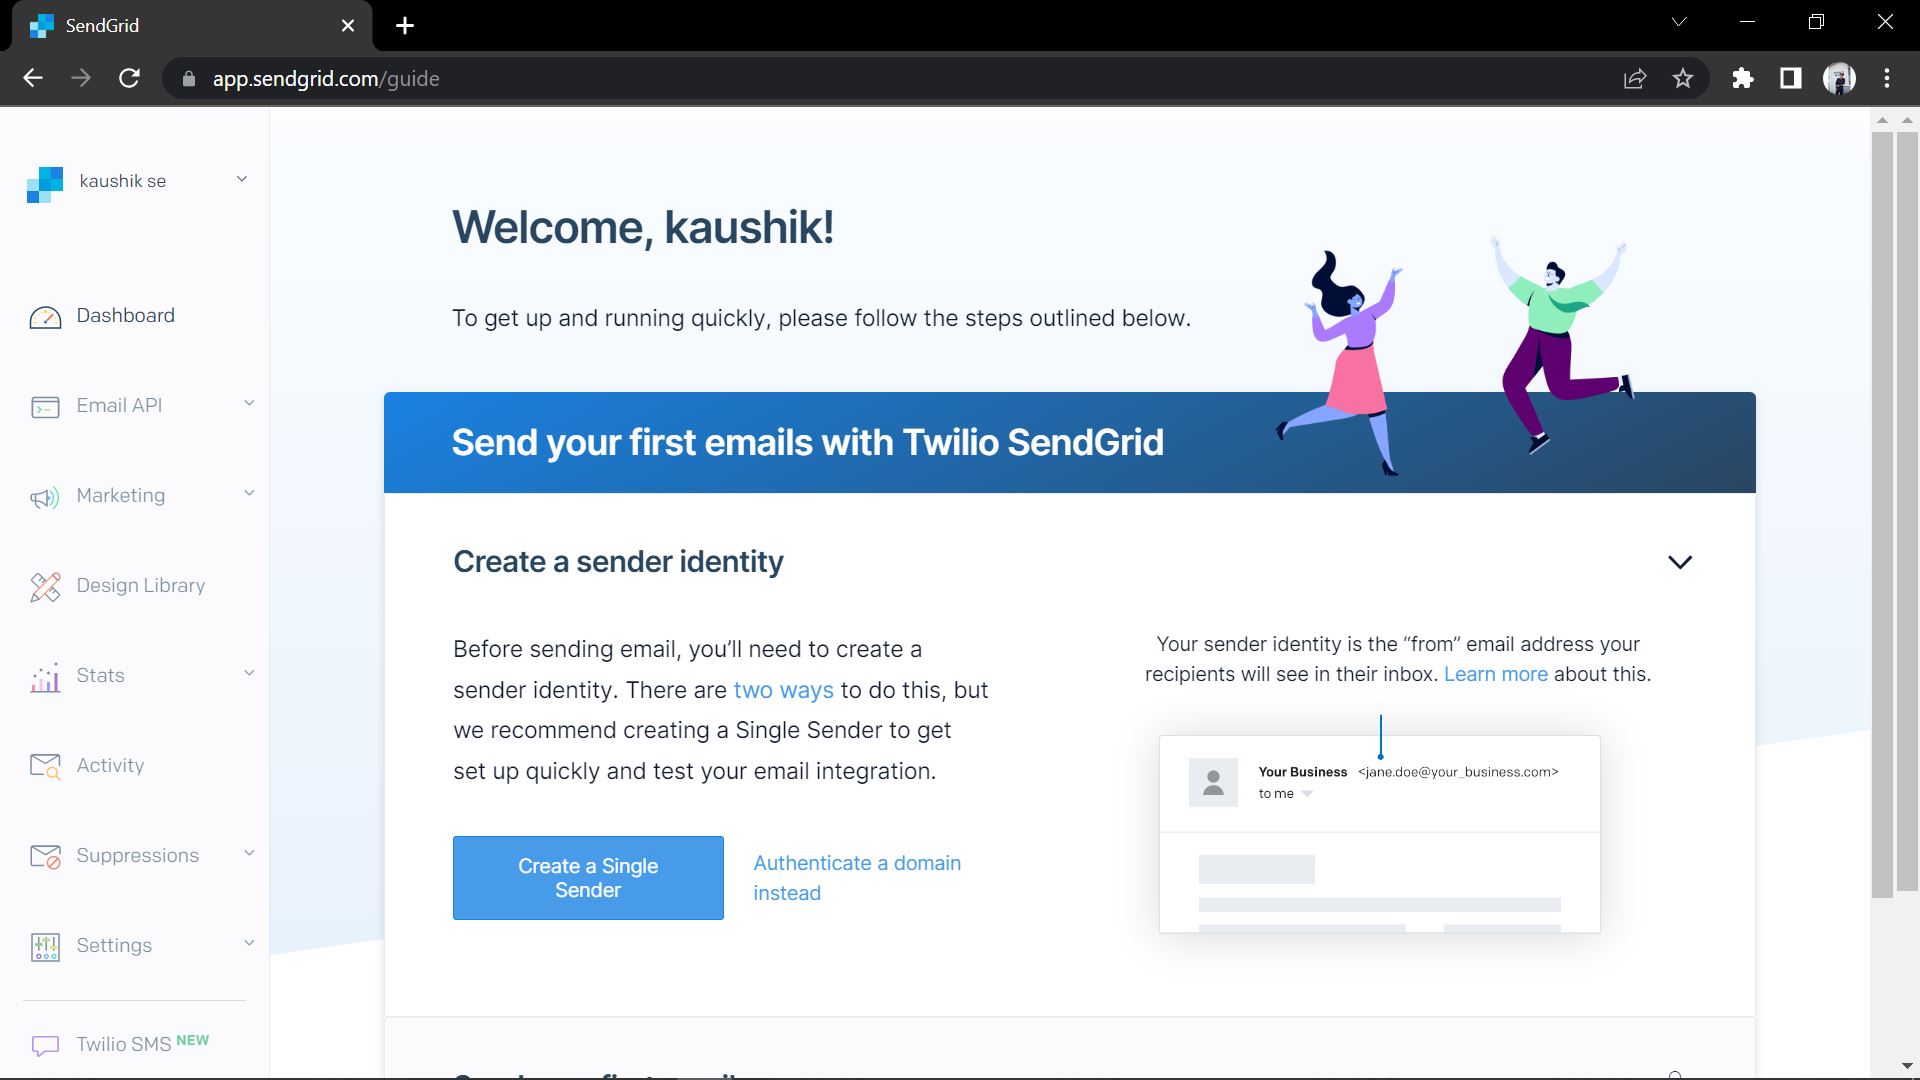 SendGrid
app.sendgrid.com/guide
kaushik se
Dashboard
Email API
Marketing
Design Library
Stats
Activity
Suppressions
Settings
Twilio SMS NEW
Welcome, kaushik!
To get up and running quickly, please follow the steps outlined below.
Send your first emails with Twilio SendGrid
Create a sender identity
Before sending email, you’ll need to create a
sender identity. There are two ways to do this, but
we recommend creating a Single Sender to get
set up quickly and test your email integration.
Create a Single
Sender
Authenticate a domain
instead
Your sender identity is the “from” email address your
recipients will see in their inbox. Learn more about this.
Your Business <jane.doe@your_business.com>
to me